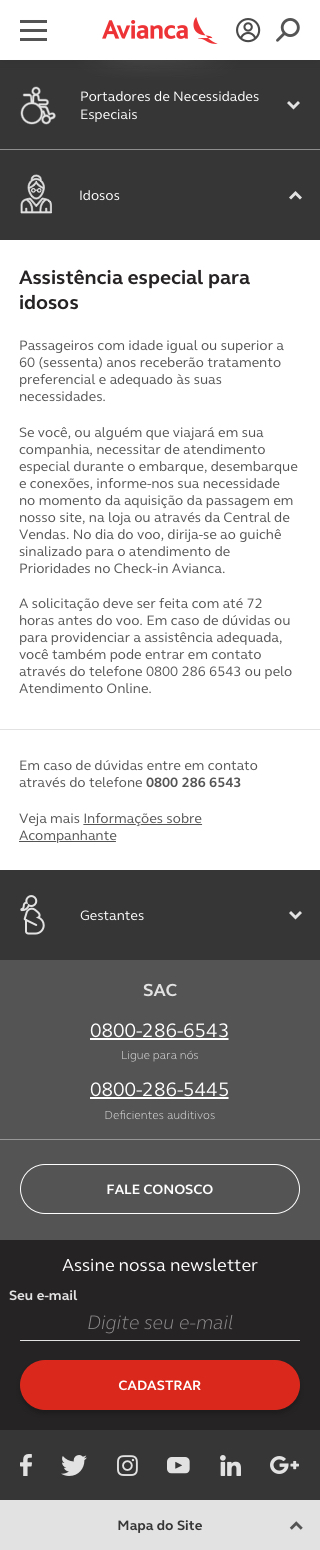 Avianca
Portadores de Necessidades
Especiais
Idosos
Assistência especial para
idosos
Passageiros com idade igual ou superior a
60 (sessenta) anos receberão tratamento
preferencial e adequado às suas
necessidades.
Se você, ou alguém que viajará em sua
companhia, necessitar de atendimento
especial durante o embarque, desembarque
e conexões, informe-nos sua necessidade
no momento da aquisição da passagem em
nosso site, na loja ou através da Central de
Vendas. No dia do voo, dirija-se ao guichê
sinalizado para o atendimento de
Prioridades no Check-in Avianca.
A solicitação deve ser feita com até 72
horas antes do voo. Em caso de dúvidas ou
para providenciar a assistência adequada,
você também pode entrar em contato
através do telefone 0800 286 6543 ou pelo
Atendimento Online.
Em caso de dúvidas entre em contato
através do telefone 0800 286 6543
Veja mais Informações sobre
Acompanhante
Gestantes
SAC
0800-286-6543
Ligue para nós
0800-286-5445
Deficientes auditivos
FALE CONOSCO
Assine nossa newsletter
Seu e-mail
Digite seu e-mail
CADASTRAR
Mapa do Site